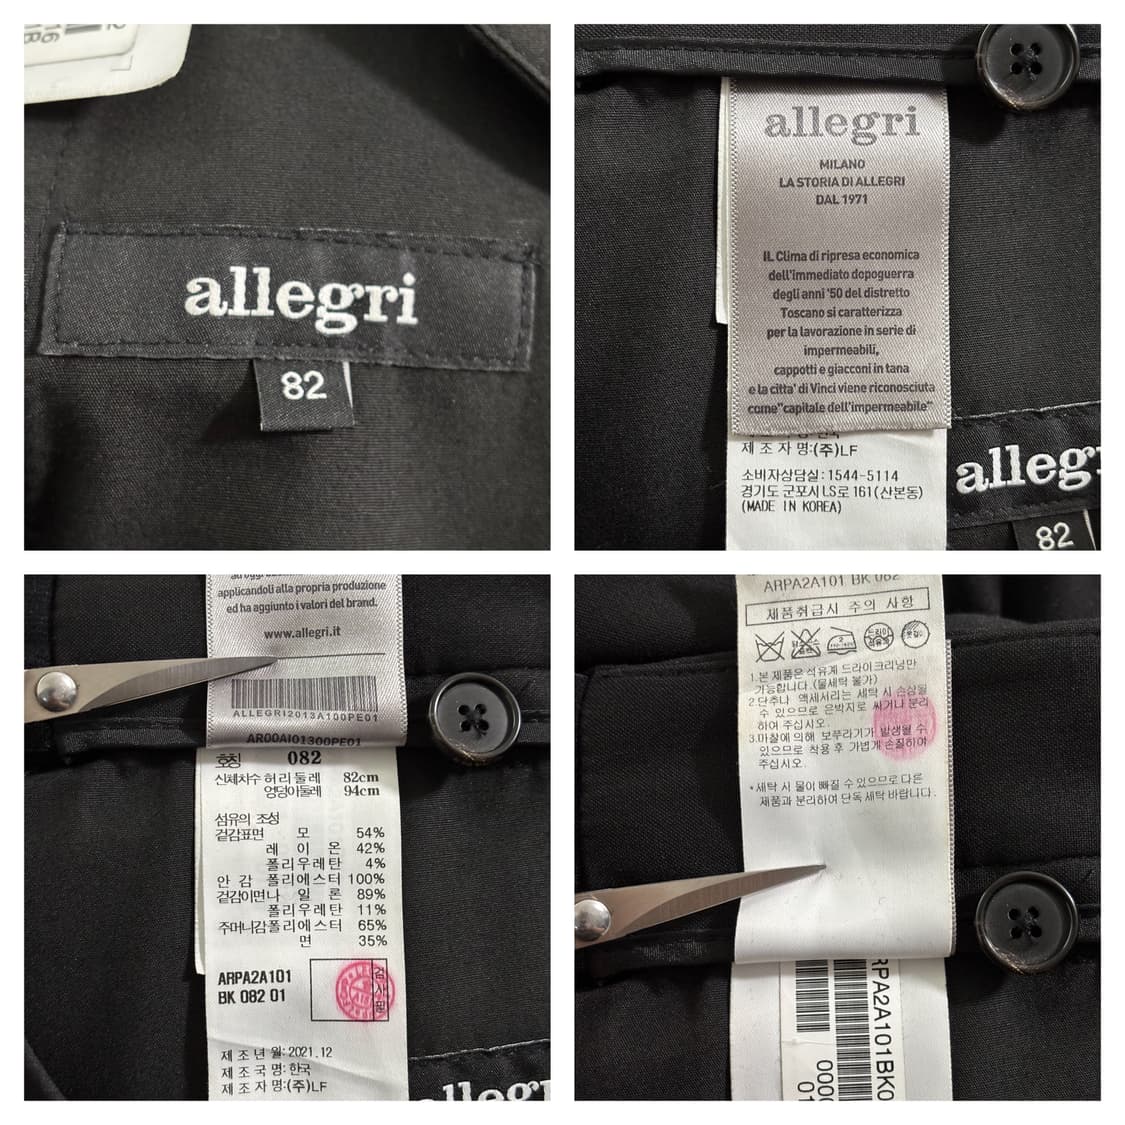 allegri
82
allegri
MILANO
LA STORIA DI ALLEGRI
DAL 1971
IL Clima di ripresa economica
dell'immediato dopoguerra
degli anni '50 del distretto
Toscano si caratterizza
per la lavorazione in serie di
impermeabili,
cappotti e giacconi in tana
e la citta' di Vinci viene riconosciuta
come"capitale dell'impermeabile"
제 조 자 명:(주)LF
소비자상담실:1544-5114
경기도 군포시 LS로 161(산본동)
(MADE IN KOREA)
82
applicandoli alla propria produzione
ed ha aggiunto i valori del brand.
www.allegri.it
ALLEGRI2013A100PE01
AR00AI01300PE01
호칭 082
신체치수 허리둘레 82cm
엉덩이둘레 94cm
섬유의 조성
겉감표면 모 54%
레 이 온 42%
폴리우레탄 4%
안 감 폴리에스터 100%
겉감이면 나 일 론 89%
폴리우레탄 11%
주머니감 폴리에스터 65%
면 35%
ARPA2A101
BK 082 01
제 조 년 월: 2021.12
제 조 국 명: 한국
제 조 자 명:(주)LF
ARPA2A101 BK 082
제품취급시 주의 사항
1.본 제품은 석유계 드라이크리닝만
가능합니다.(물세탁 불가)
2.단추나 액세서리는 세탁 시 손상될
수 있으므로 은박지로 싸거나 분리
하여 주십시오.
3.마찰에 의해 보푸라기가 발생될 수
있으므로 착용 후 가볍게 손질하여
주십시오.
*세탁 시 물이 빠질 수 있으므로 다른
제품과 분리하여 단독 세탁 바랍니다.